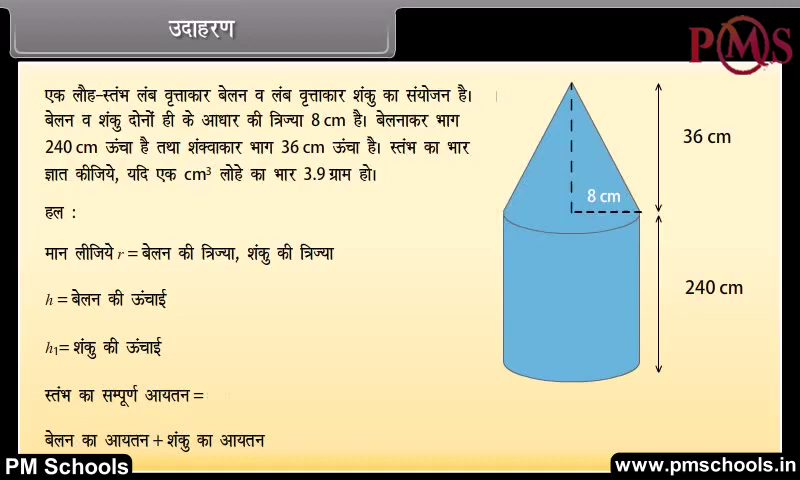 उदाहरण
PMS
एक लौह-स्तंभ लंब वृत्ताकार बेलन व लंब वृत्ताकार शंकु का संयोजन है।
बेलन व शंकु दोनों ही के आधार की त्रिज्या 8 cm है। बेलनाकर भाग
240 cm ऊंचा है तथा शंक्वाकार भाग 36 cm ऊंचा है। स्तंभ का भार
ज्ञात कीजिये, यदि एक cm³ लोहे का भार 3.9 ग्राम हो।
हल :
मान लीजिये r = बेलन की त्रिज्या, शंकु की त्रिज्या
h = बेलन की ऊंचाई
h1= शंकु की ऊंचाई
स्तंभ का सम्पूर्ण आयतन =
बेलन का आयतन + शंकु का आयतन
36 cm
8 cm
240 cm
PM Schools
www.pmschools.in